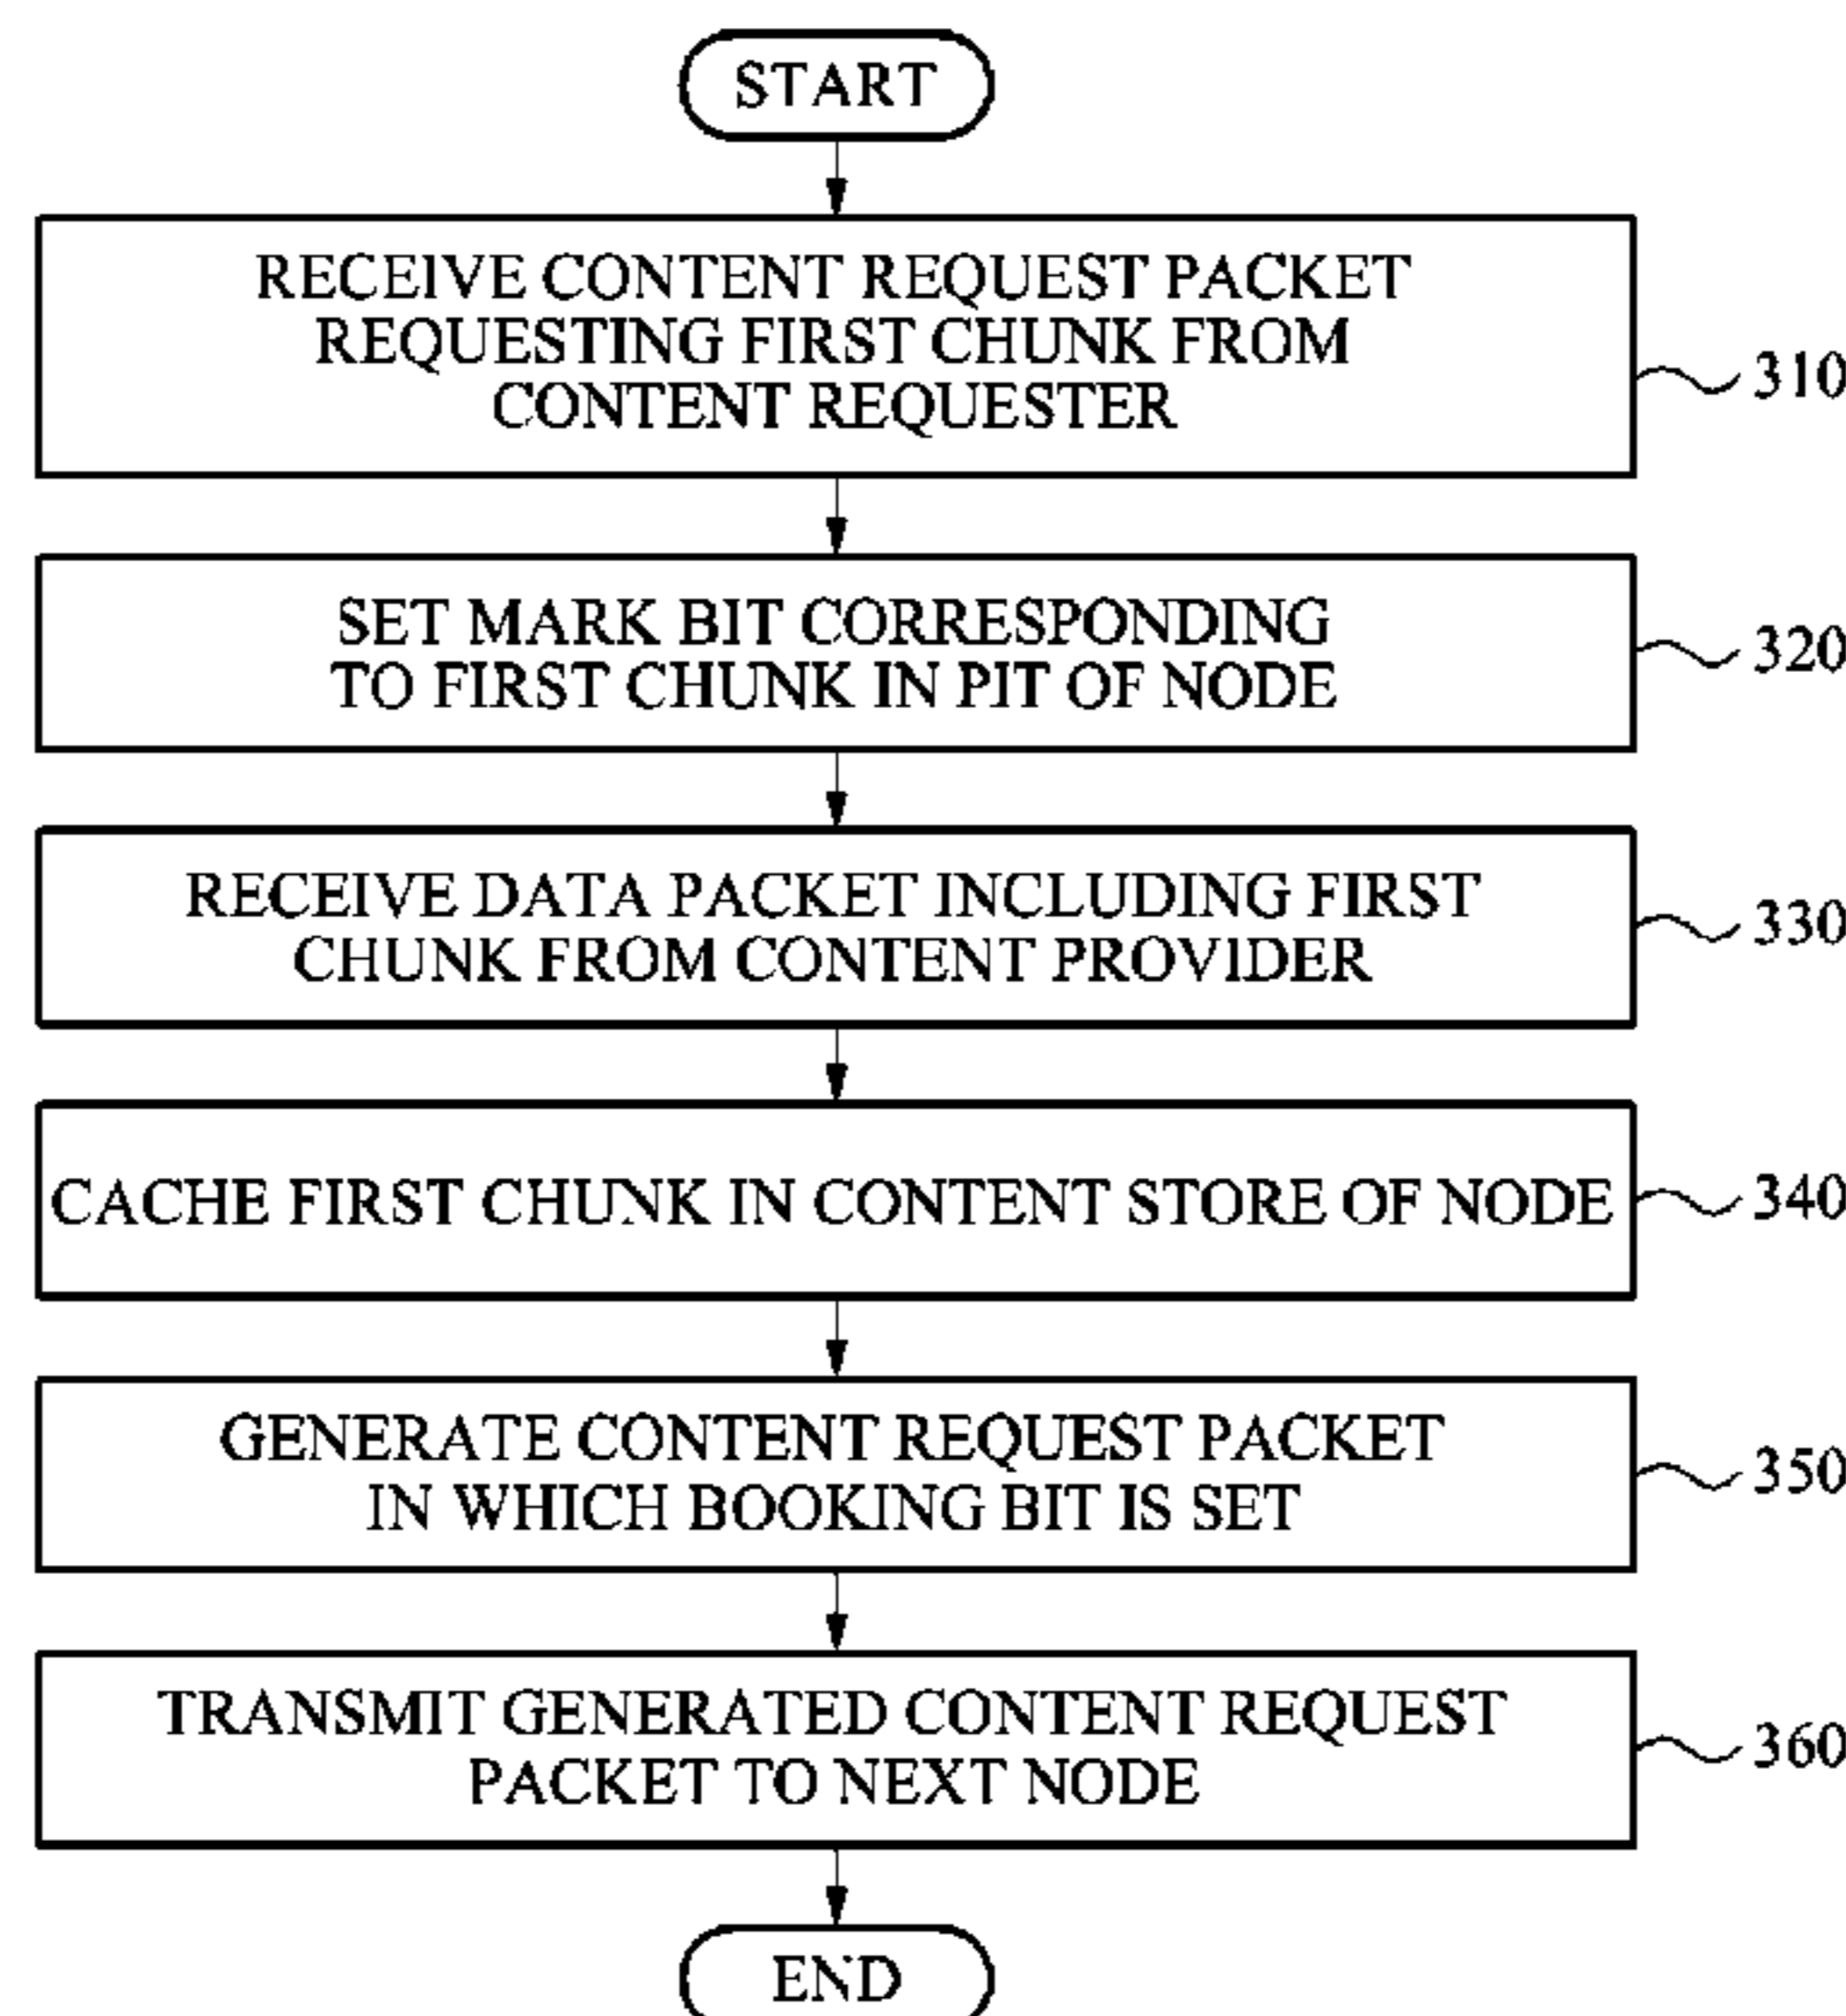 START
RECEIVE CONTENT REQUEST PACKET
REQUESTING FIRST CHUNK FROM
CONTENT REQUESTER
310
SET MARK BIT CORRESPONDING
TO FIRST CHUNK IN PIT OF NODE
320
RECEIVE DATA PACKET INCLUDING FIRST
CHUNK FROM CONTENT PROVIDER
330
CACHE FIRST CHUNK IN CONTENT STORE OF NODE
340
GENERATE CONTENT REQUEST PACKET
IN WHICH BOOKING BIT IS SET
350
TRANSMIT GENERATED CONTENT REQUEST
PACKET TO NEXT NODE
360
END